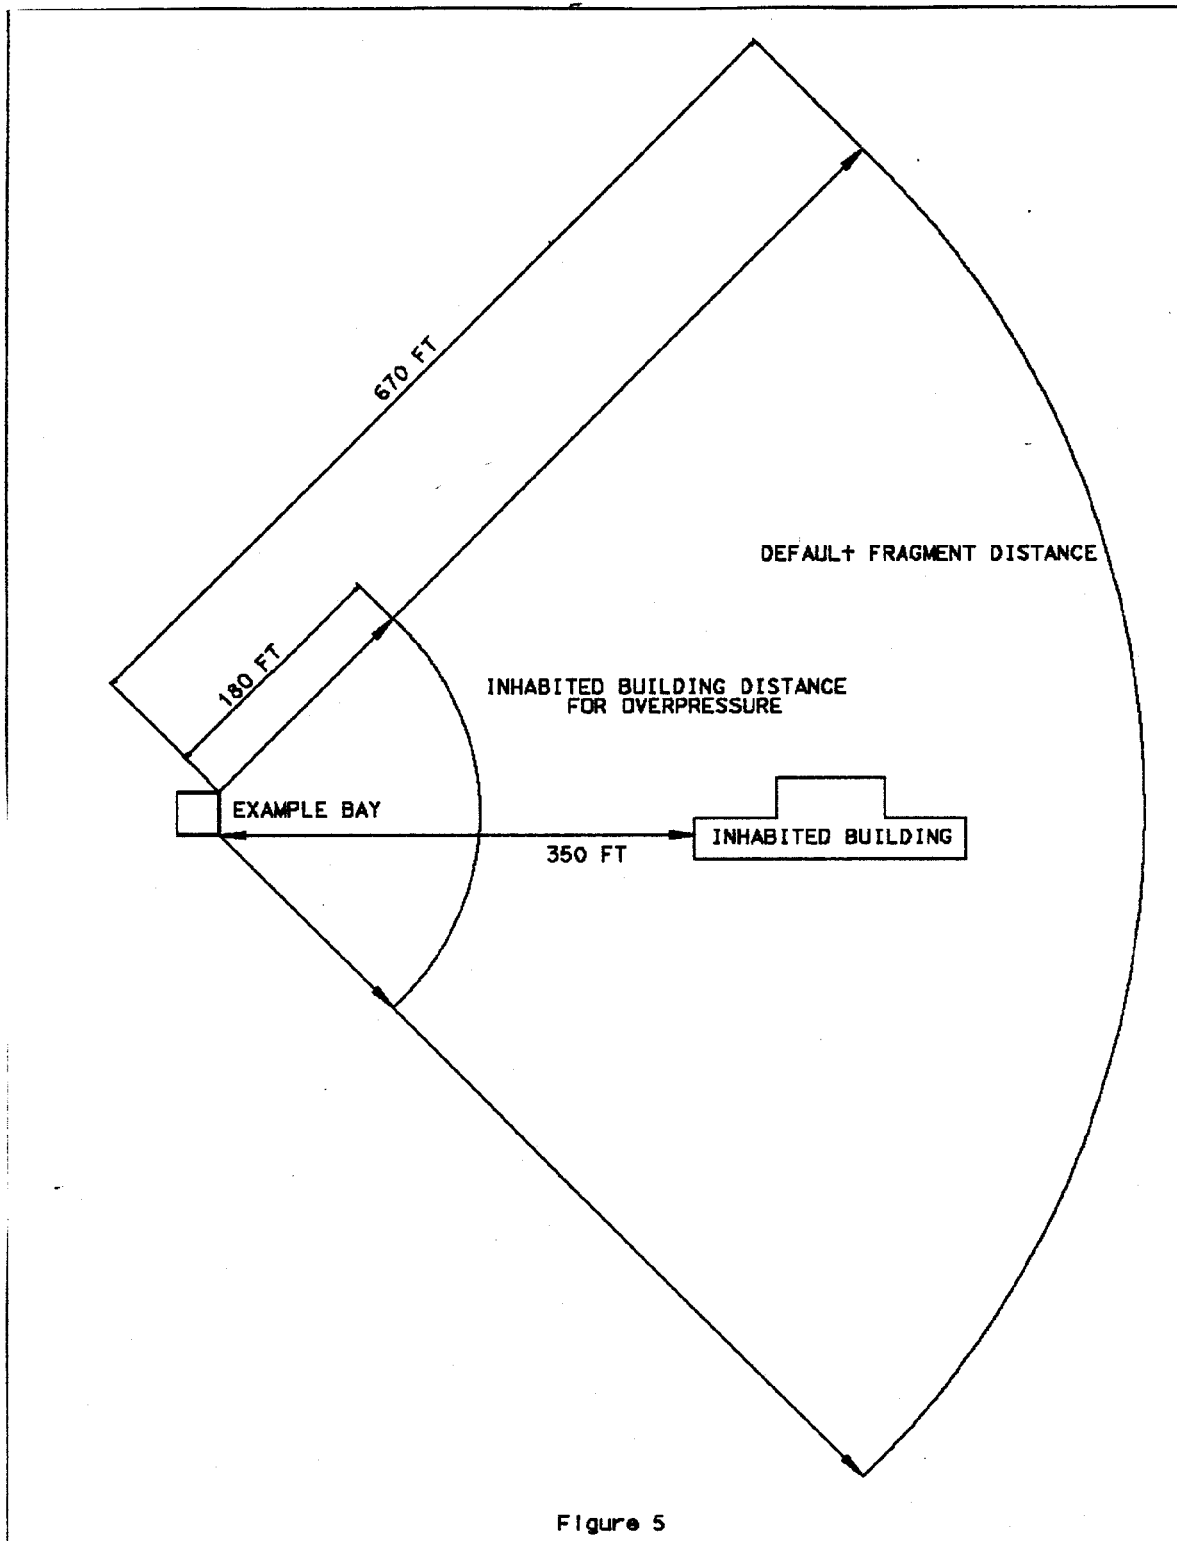 670 FT
DEFAULT FRAGMENT DISTANCE
180 FT
INHABITED BUILDING DISTANCE
FOR OVERPRESSURE
EXAMPLE BAY
INHABITED BUILDING
350 FT
Figure 5